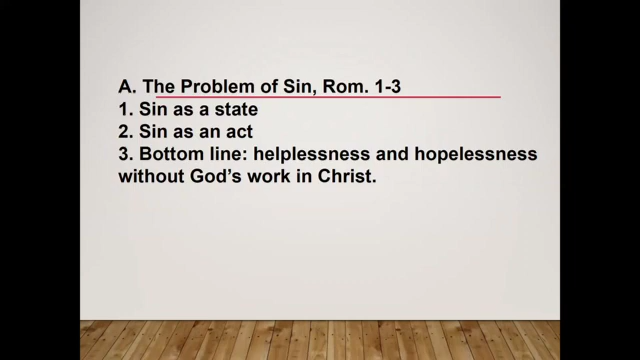 A. The Problem of Sin, Rom. 1-3
1. Sin as a state
2. Sin as an act
3. Bottom line: helplessness and hopelessness
without God's work in Christ.